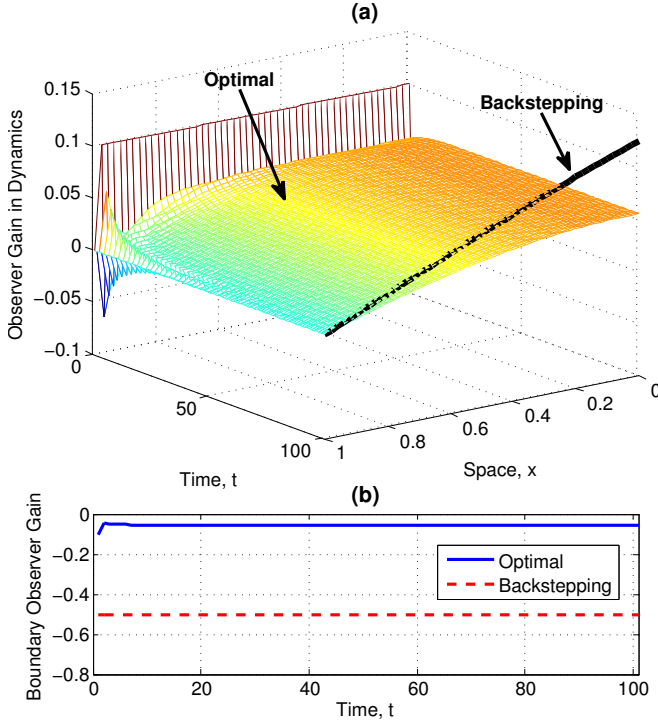 (a)
Optimal
Backstepping
Observer Gain in Dynamics
0.15
0.1
0.05
0
−0.05
−0.1
0
50
100
Time, t
1
0.8
0.6
0.4
0.2
0
Space, x
(b)
Boundary Observer Gain
0
−0.2
−0.4
−0.6
−0.8
Optimal
Backstepping
0
20
40
60
80
100
Time, t